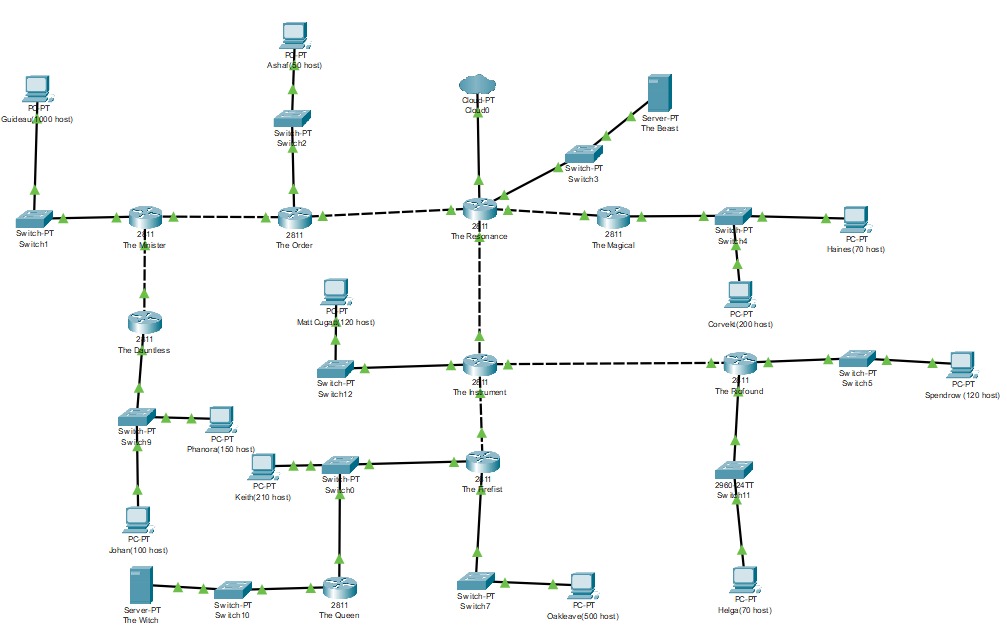 PC-PT
Ashaf(50 host)
PC-PT
Guideau(1000 host)
Cloud-PT
Cloud0
Server-PT
The Beast
Switch-PT
Switch2
Switch-PT
Switch3
Switch-PT
Switch1
2811
The Minister
2811
The Order
2811
The Resonance
2811
The Magical
Switch-PT
Switch4
PC-PT
Haines(70 host)
PC-PT
Matt Cugat(120 host)
PC-PT
Corvekt(200 host)
2811
The Dauntless
Switch-PT
Switch12
2811
The Instrument
2811
The Profound
Switch-PT
Switch5
PC-PT
Spendrow (120 host)
Switch-PT
Switch9
PC-PT
Phanora(150 host)
PC-PT
Keith(210 host)
Switch-PT
Switch0
2811
The Firefist
2960-24TT
Switch11
PC-PT
Johan(100 host)
Server-PT
The Witch
Switch-PT
Switch10
2811
The Queen
Switch-PT
Switch7
PC-PT
Oakleave(500 host)
PC-PT
Helga(70 host)